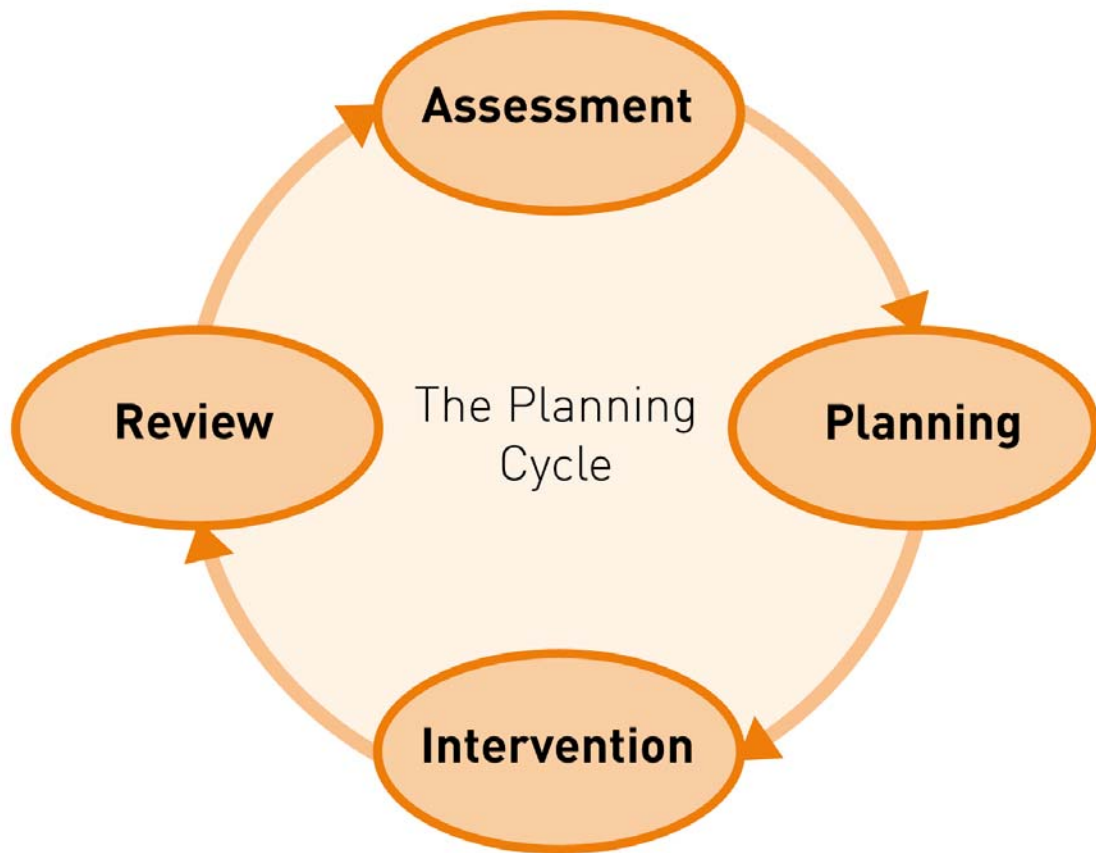 Assessment
Review
The Planning
Cycle
Planning
Intervention